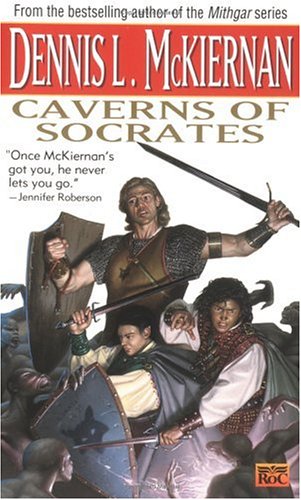 From the bestselling author of the Mithgar series
DENNIS L. MCKIERNAN
CAVERNS OF
SOCRATES
"Once McKiernan's
got you, he never
lets you go."
—Jennifer Roberson
ROC